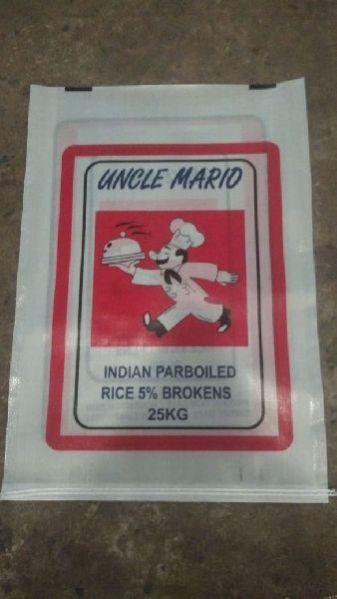 UNCLE MARIO
INDIAN PARBOILED
RICE 5% BROKENS
25KG